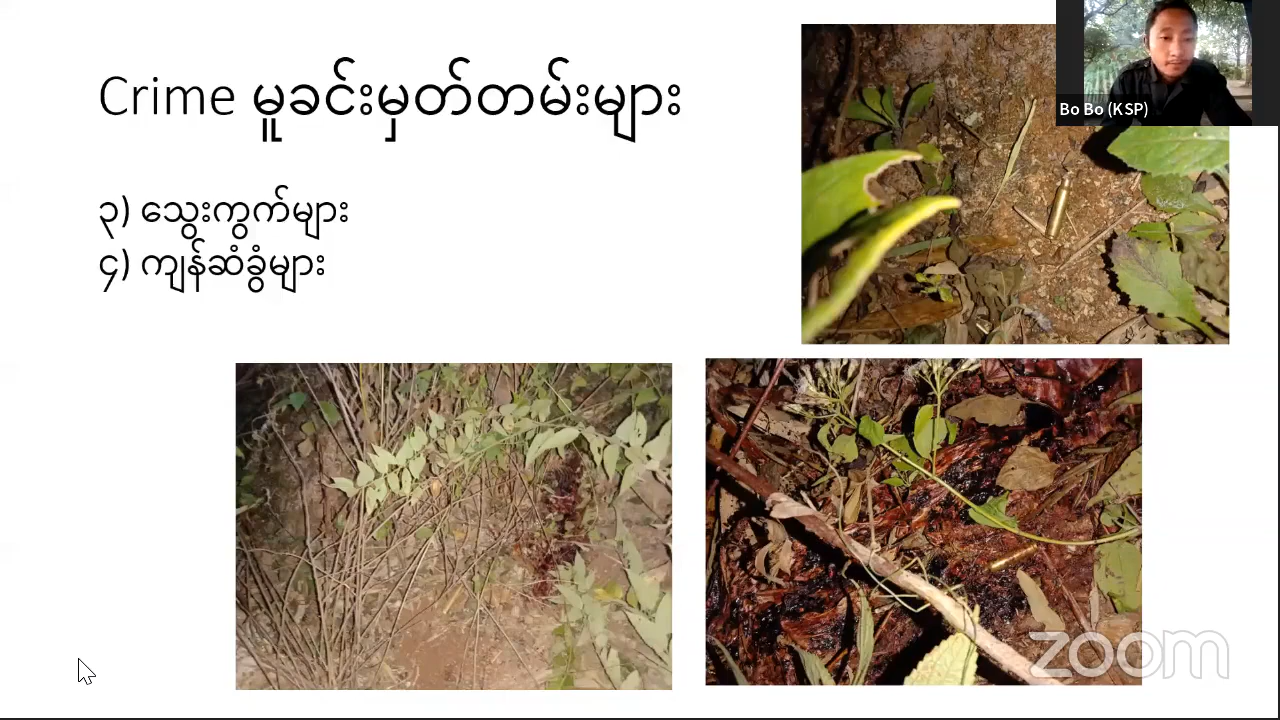 Crime မူခင်းမှတ်တမ်းများ
၃) သွေးကွက်များ
၄) ကျန်ဆံခွံများ
Bo Bo (KSP)
zoom